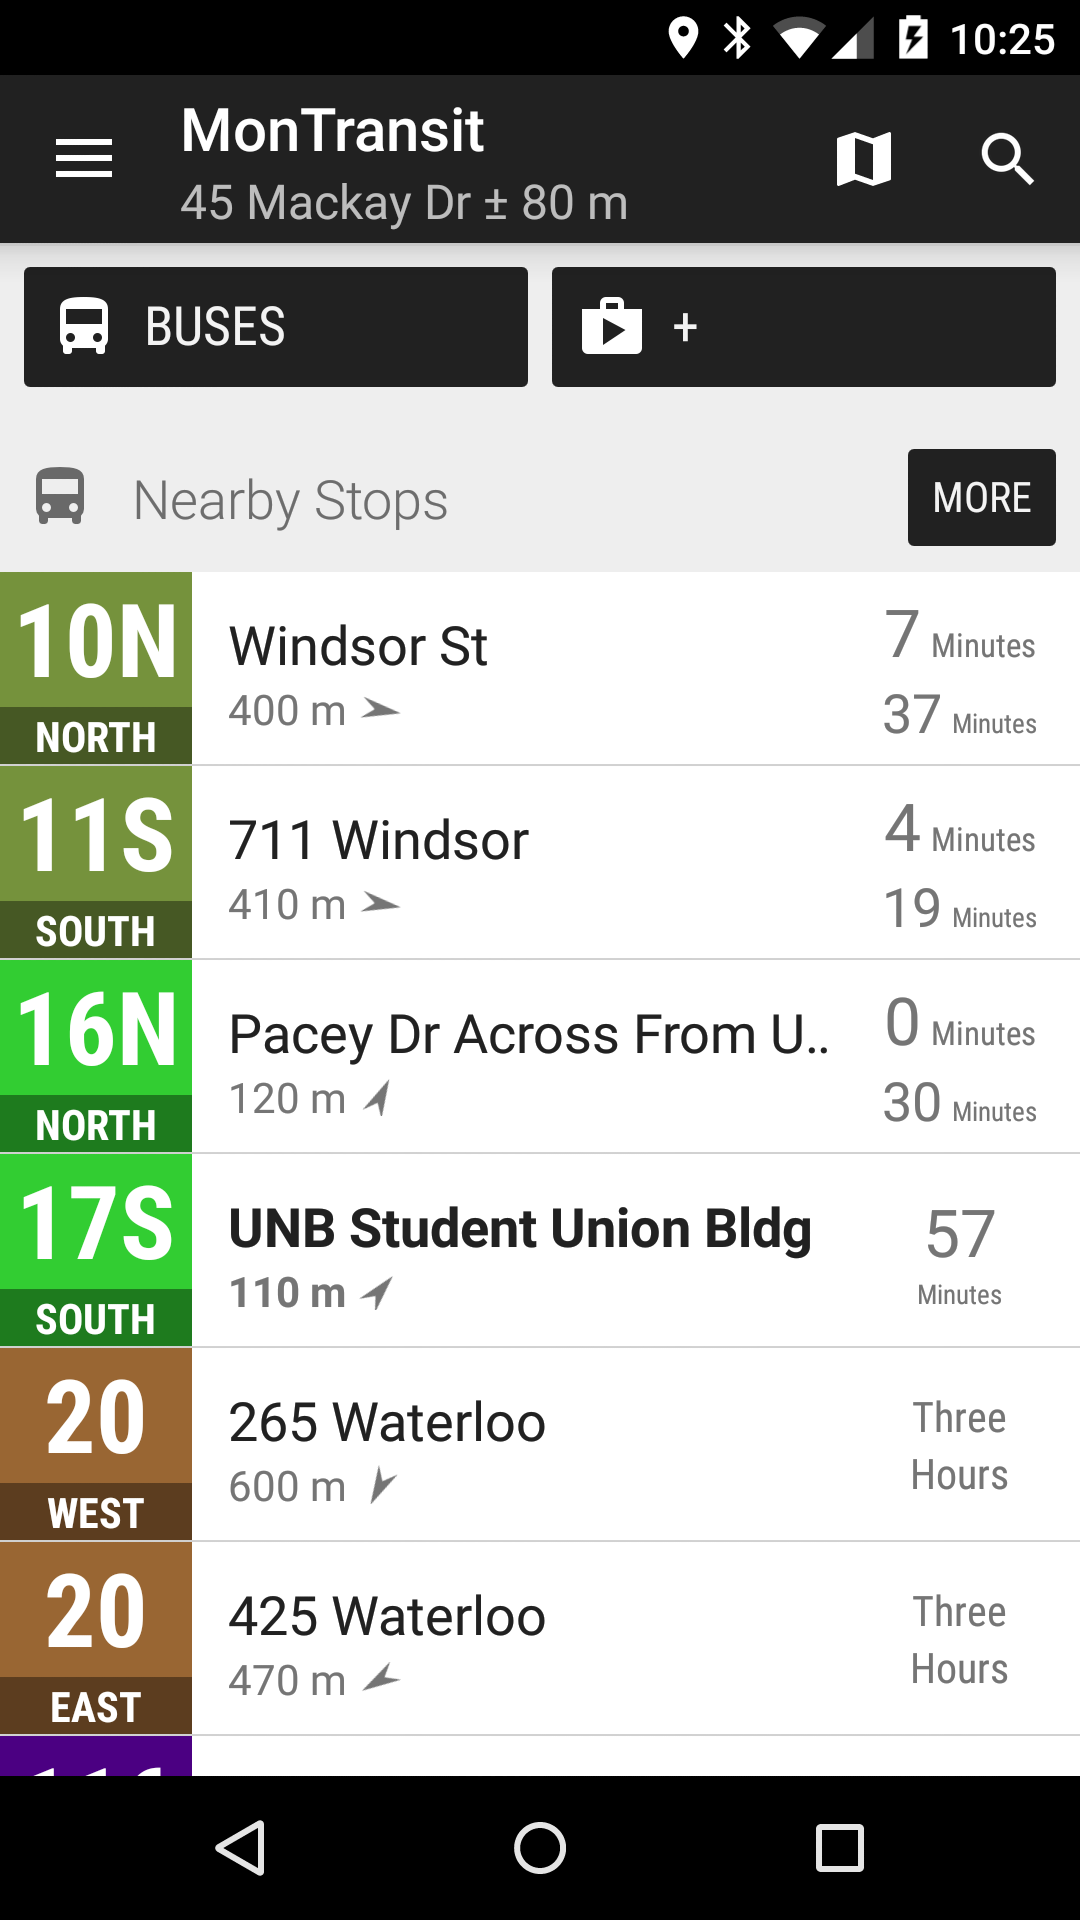 10:25
MonTransit
45 Mackay Dr ± 80 m
BUSES
+
Nearby Stops
MORE
10N
NORTH
Windsor St
400 m
7 Minutes
37 Minutes
11S
SOUTH
711 Windsor
410 m
4 Minutes
19 Minutes
16N
NORTH
Pacey Dr Across From U..
120 m
0 Minutes
30 Minutes
17S
SOUTH
UNB Student Union Bldg
110 m
57
Minutes
20
WEST
265 Waterloo
600 m
Three
Hours
20
EAST
425 Waterloo
470 m
Three
Hours